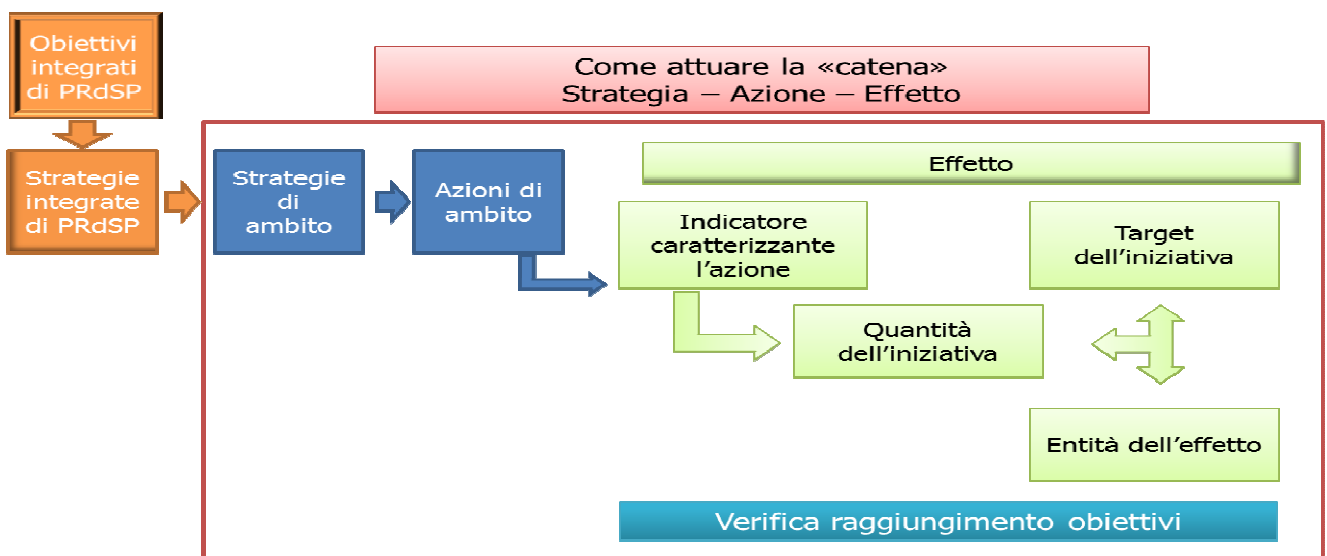 Obiettivi
integrati
di PRdSP
Come attuare la «catena»
Strategia – Azione – Effetto
Strategie
integrate
di PRdSP
Strategie
di
ambito
Azioni di
ambito
Effetto
Indicatore
caratterizzante
l'azione
Target
dell'iniziativa
Quantità
dell'iniziativa
Entità dell'effetto
Verifica raggiungimento obiettivi